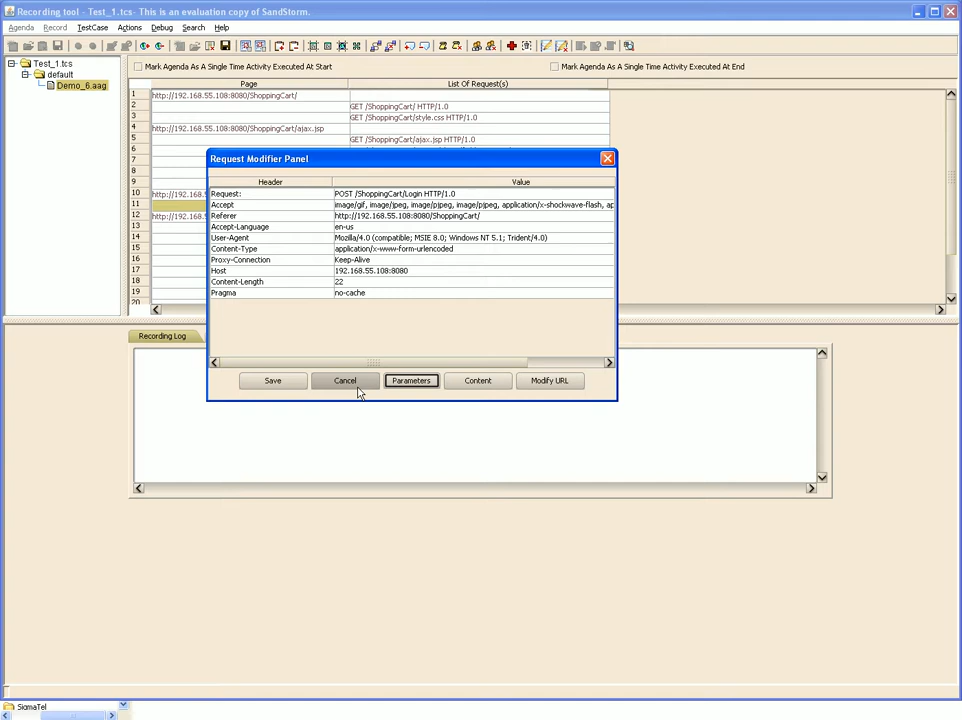 Recording tool - Test_1.tcs- This is an evaluation copy of SandStorm.
Agenda Record TestCase Actions Debug Search Help
Test_1.tcs
default
Demo_6.aag
Mark Agenda As A Single Time Activity Executed At Start
Mark Agenda As A Single Time Activity Executed At End
Page List Of Request(s)
1 http://192.168.55.108:8080/ShoppingCart/
2 GET /ShoppingCart/ HTTP/1.0
3 GET /ShoppingCart/style.css HTTP/1.0
4 http://192.168.55.108:8080/ShoppingCart/ajax.jsp
5 GET /ShoppingCart/ajax.jsp HTTP/1.0
6
7
8
9
10 http://192.168.5
11
12 http://192.168.5
13
14
15
16
17
18
19
20
Request Modifier Panel
Header Value
Request: POST /ShoppingCart/Login HTTP/1.0
Accept image/gif, image/jpeg, image/pjpeg, image/pjpeg, application/x-shockwave-flash, ap
Referer http://192.168.55.108:8080/ShoppingCart/
Accept-Language en-us
User-Agent Mozilla/4.0 (compatible; MSIE 8.0; Windows NT 5.1; Trident/4.0)
Content-Type application/x-www-form-urlencoded
Proxy-Connection Keep-Alive
Host 192.168.55.108:8080
Content-Length 22
Pragma no-cache
Save Cancel Parameters Content Modify URL
Recording Log
SigmaTel